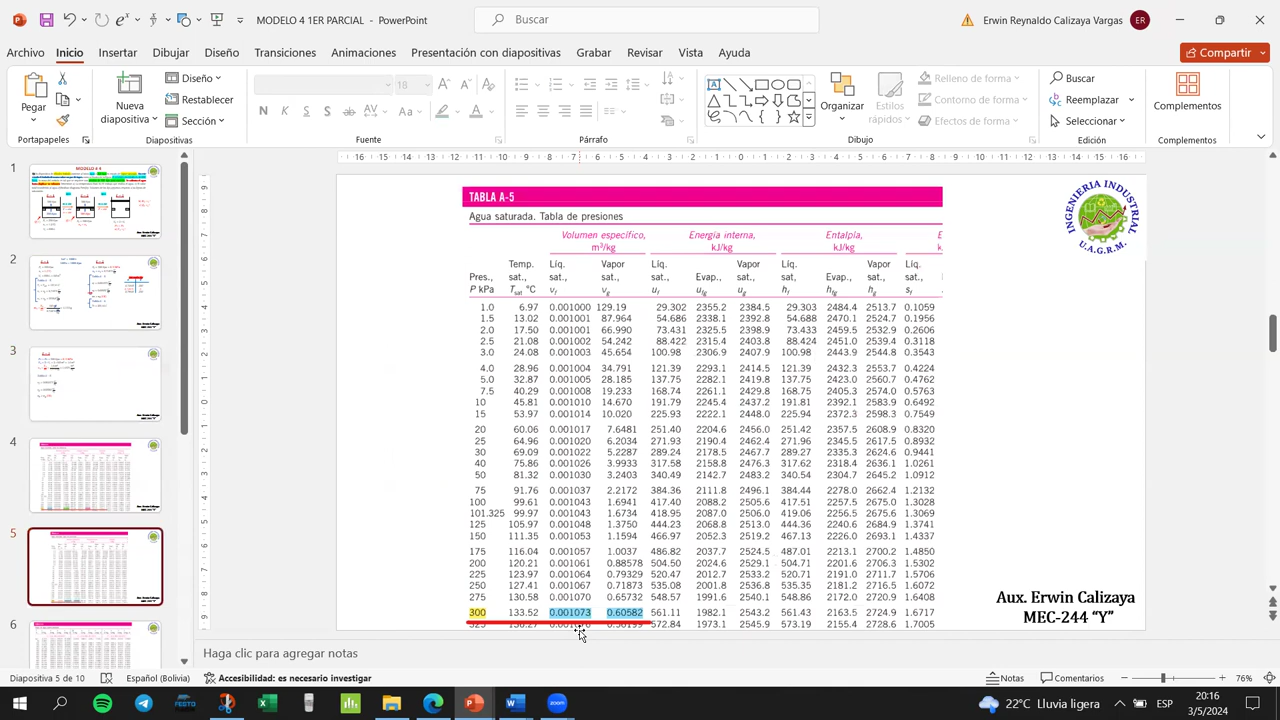 MODELO 4 1ER PARCIAL - PowerPoint
Buscar
Erwin Reynaldo Calizaya Vargas
ER
Archivo Inicio Insertar Dibujar Diseño Transiciones Animaciones Presentación con diapositivas Grabar Revisar Vista Ayuda
Compartir
Pegar
Nueva diapositiva
Diseño
Restablecer
Sección
18
Organizar
Estilos rápidos
Relleno de forma
Contorno de forma
Efectos de forma
Buscar
Reemplazar
Seleccionar
Complementos
Portapapeles Diapositivas Fuente Párrafo Dibujo Edición Complementos
TABLA A-5
Agua saturada. Tabla de presiones
Volumen específico, m³/kg
Energía interna, kJ/kg
Entalpía, kJ/kg
Pres. P kPa
Temp. sat., Tsat °C
Líq. sat., vf
Vapor sat., vg
Líq. sat., uf
Evap., ufg
Vapor sat., ug
Líq. sat., hf
Evap., hfg
Vapor sat., hg
Líq. sat., sf
1.0 6.97 0.001000 129.19 29.302 2355.2 2384.5 29.303 2484.4 2513.7 0.1059
1.5 13.02 0.001001 87.964 54.686 2338.1 2392.8 54.688 2470.1 2524.7 0.1956
2.0 17.50 0.001001 66.990 73.431 2325.5 2398.9 73.433 2459.5 2532.9 0.2606
2.5 21.08 0.001002 54.242 88.422 2315.4 2403.8 88.424 2451.0 2539.4 0.3118
3.0 24.08 0.001003 45.654 100.98 2306.9 2407.9 100.98 2443.9 2544.8 0.3543
4.0 28.96 0.001004 34.791 121.39 2293.1 2414.5 121.39 2432.3 2553.7 0.4224
5.0 32.87 0.001005 28.185 137.75 2282.1 2419.8 137.75 2423.0 2560.7 0.4762
7.5 40.29 0.001008 19.233 168.74 2261.1 2429.8 168.75 2405.3 2574.0 0.5763
10 45.81 0.001010 14.670 191.79 2245.4 2437.2 191.81 2392.1 2583.9 0.6492
15 53.97 0.001014 10.020 225.93 2222.1 2448.0 225.94 2372.3 2598.3 0.7549
20 60.06 0.001017 7.6481 251.40 2204.6 2456.0 251.42 2357.5 2608.9 0.8320
25 64.96 0.001020 6.2034 271.93 2190.4 2462.4 271.96 2345.5 2617.5 0.8932
30 69.09 0.001022 5.2287 289.24 2178.5 2467.7 289.27 2335.3 2624.6 0.9441
40 75.86 0.001026 3.9933 317.58 2158.8 2476.3 317.62 2318.4 2636.1 1.0261
50 81.32 0.001030 3.2403 340.49 2142.7 2483.2 340.54 2304.7 2645.2 1.0912
75 91.76 0.001037 2.2172 384.36 2111.8 2496.1 384.44 2278.0 2662.4 1.2132
100 99.61 0.001043 1.6941 417.40 2088.2 2505.6 417.51 2257.5 2675.0 1.3028
101.325 99.97 0.001043 1.6734 418.95 2087.0 2506.0 419.06 2256.5 2675.6 1.3069
125 105.97 0.001048 1.3750 444.23 2068.8 2513.0 444.36 2240.6 2684.9 1.3741
150 111.35 0.001053 1.1594 466.97 2052.3 2519.2 467.13 2226.0 2693.1 1.4337
175 116.04 0.001057 1.0037 486.82 2037.7 2524.5 487.01 2213.1 2700.2 1.4850
200 120.21 0.001061 0.88578 504.50 2024.6 2529.1 504.71 2201.6 2706.3 1.5302
225 123.97 0.001064 0.79329 520.47 2012.7 2533.2 520.71 2191.0 2711.7 1.5706
250 127.41 0.001067 0.71873 535.08 2001.8 2536.8 535.35 2181.2 2716.5 1.6072
275 130.58 0.001070 0.65732 548.57 1991.6 2540.1 548.86 2172.0 2720.9 1.6408
300 133.52 0.001073 0.60582 561.11 1982.1 2543.2 561.43 2163.5 2724.9 1.6717
572.84 1973.1 2545.9 573.19 2155.4 2728.6 1.7005
INGENIERIA INDUSTRIAL
U.A.G.R.M.
Aux. Erwin Calizaya
MEC-244 “Y”
1
2
3
4
5
6
Haga clic para agregar notas
Diapositiva 5 de 10 Español (Bolivia) Accesibilidad: es necesario investigar Notas Comentarios 76%
22°C Lluvia ligera
ESP
20:16
3/5/2024